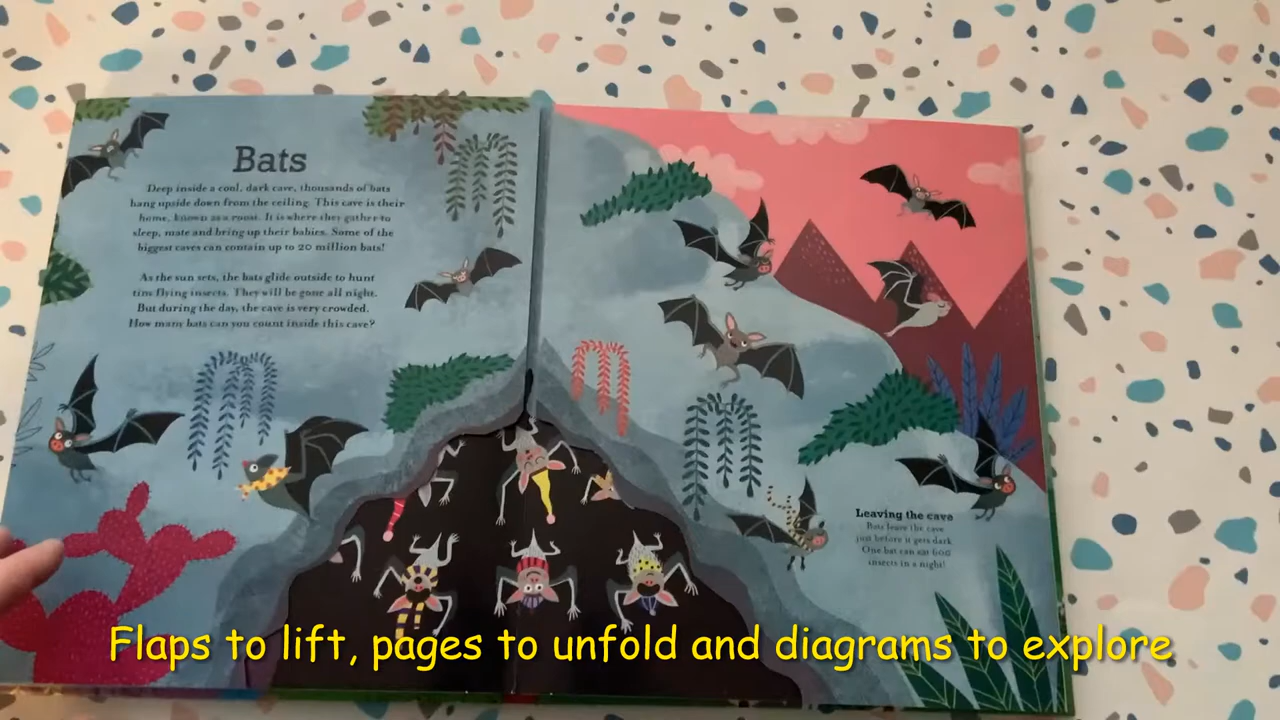 Bats
Deep inside a cool, dark cave, thousands of bats
hang upside down from the ceiling. This cave is their
home, known as a roost. It is where they gather to
sleep, mate and bring up their babies. Some of the
biggest caves can contain up to 20 million bats!
As the sun sets, the bats glide outside to hunt
tiny flying insects. They will be gone all night.
But during the day, the cave is very crowded.
How many bats can you count inside this cave?
Leaving the cave
Bats leave the cave
just before it gets dark.
One bat can eat 600
insects in a night!
Flaps to lift, pages to unfold and diagrams to explore